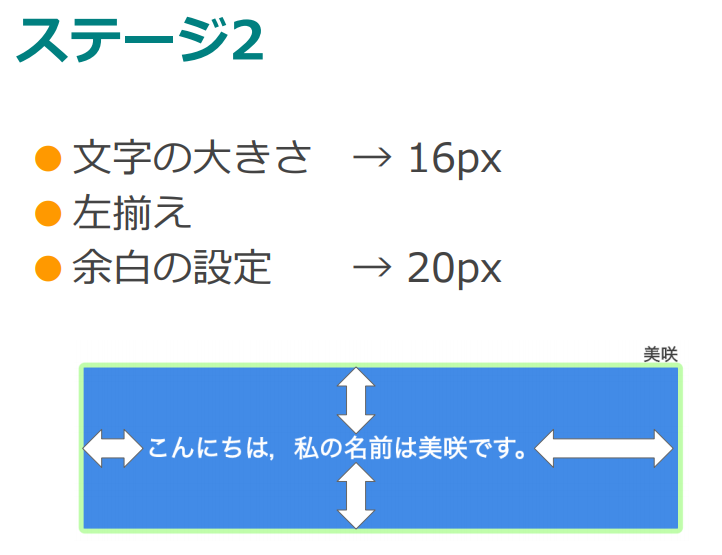 ステージ2
文字の大きさ → 16px
左揃え
余白の設定 → 20px
美咲
こんにちは，私の名前は美咲です。